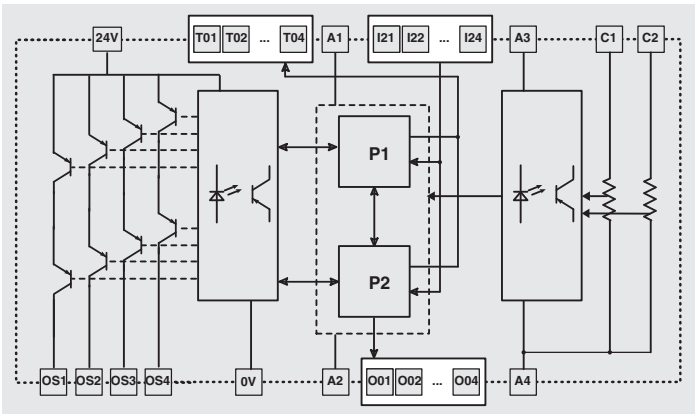 24V
T01 T02 ... T04
A1
I21 I22 ... I24
A3
C1
C2
P1
P2
OS1 OS2 OS3 OS4
0V
A2
O01 O02 ... O04
A4